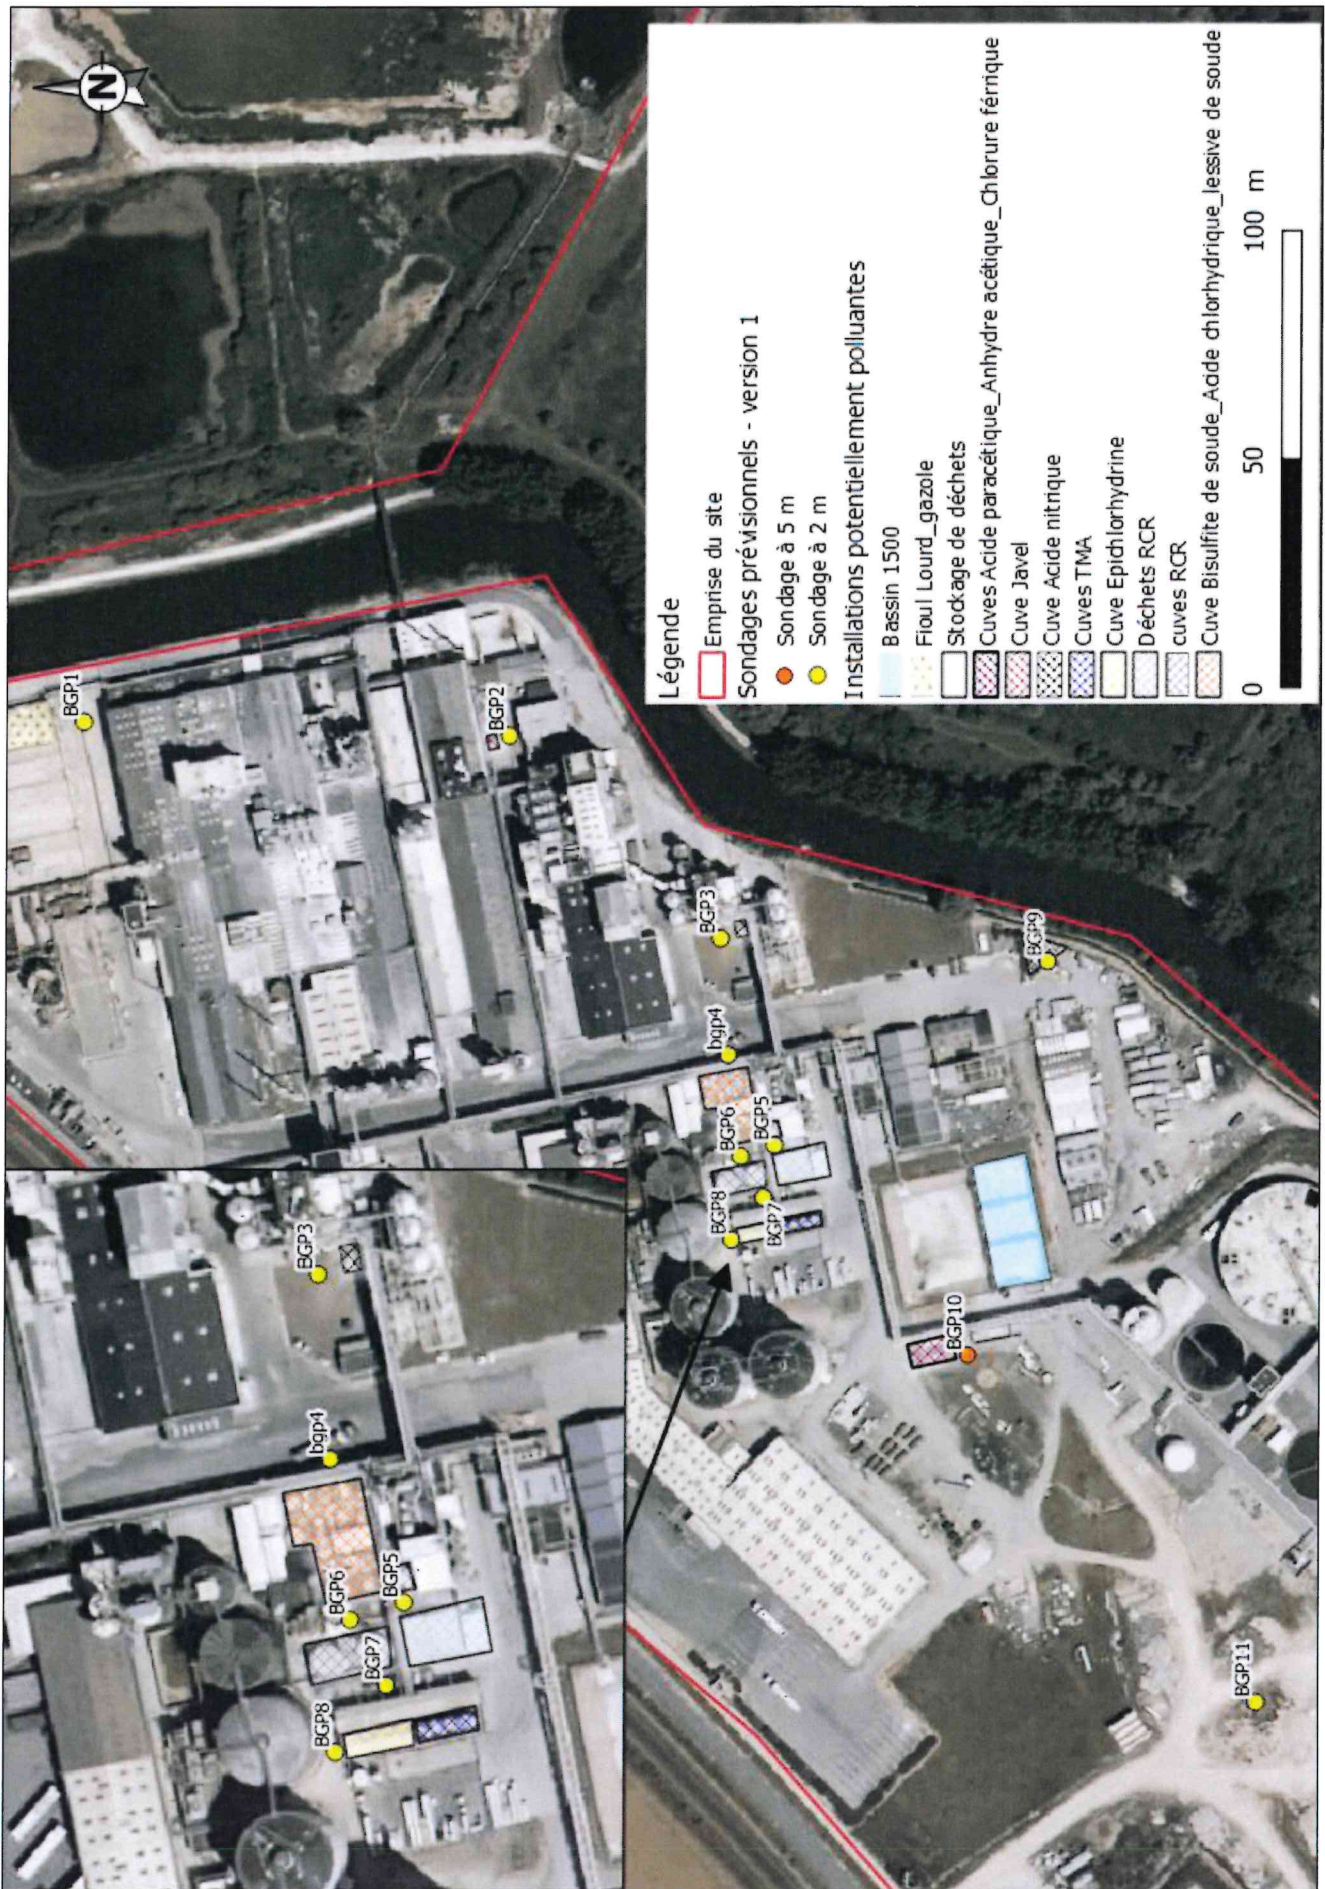 N
BGP1
BGP2
BGP3
bgp4
BGP6
BGP5
BGP8
BGP7
BGP9
BGP10
BGP11
BGP3
bgp4
BGP6
BGP5
BGP7
BGP8
Légende
Emprise du site
Sondages prévisionnels - version 1
Sondage à 5 m
Sondage à 2 m
Installations potentiellement polluantes
Bassin 1500
Fioul Lourd_gazole
Stockage de déchets
Cuves Acide paracétique_Anhydre acétique_Chlorure férrique
Cuve Javel
Cuve Acide nitrique
Cuves TMA
Cuve Epichlorhydrine
Déchets RCR
cuves RCR
Cuve Bisulfite de soude_Acide chlorhydrique_lessive de soude
0 50 100 m